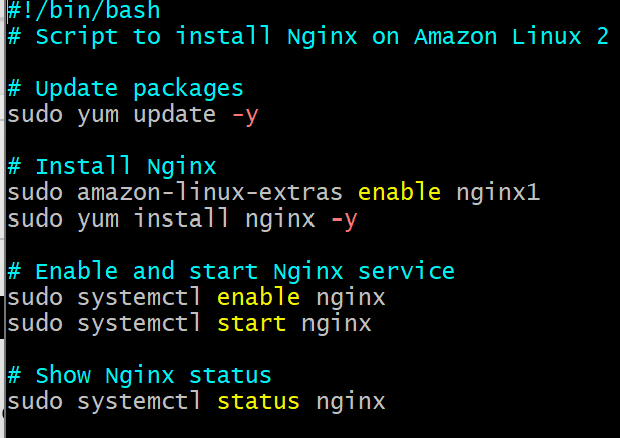 #!/bin/bash
# Script to install Nginx on Amazon Linux 2
# Update packages
sudo yum update -y
# Install Nginx
sudo amazon-linux-extras enable nginx1
sudo yum install nginx -y
# Enable and start Nginx service
sudo systemctl enable nginx
sudo systemctl start nginx
# Show Nginx status
sudo systemctl status nginx